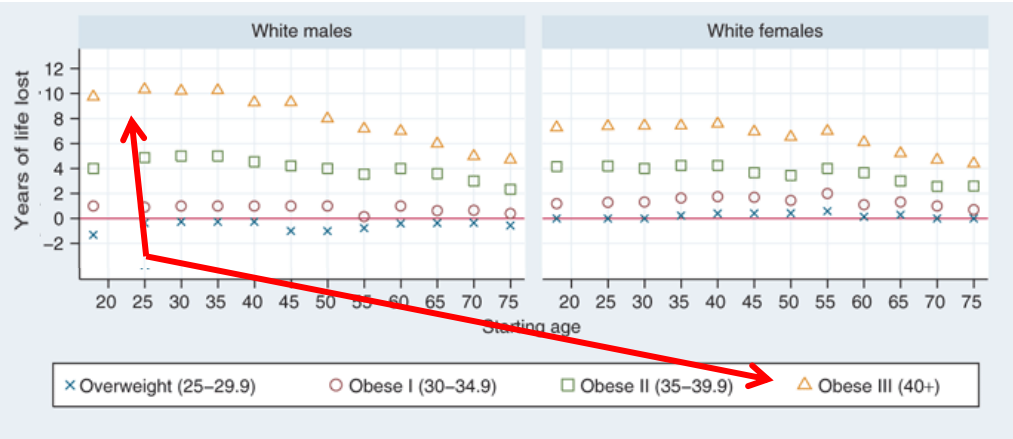 White males
White females
Years of life lost
12
10
8
6
4
2
0
−2
20 25 30 35 40 45 50 55 60 65 70 75
20 25 30 35 40 45 50 55 60 65 70 75
Starting age
Overweight (25−29.9) Obese I (30−34.9) Obese II (35−39.9) Obese III (40+)